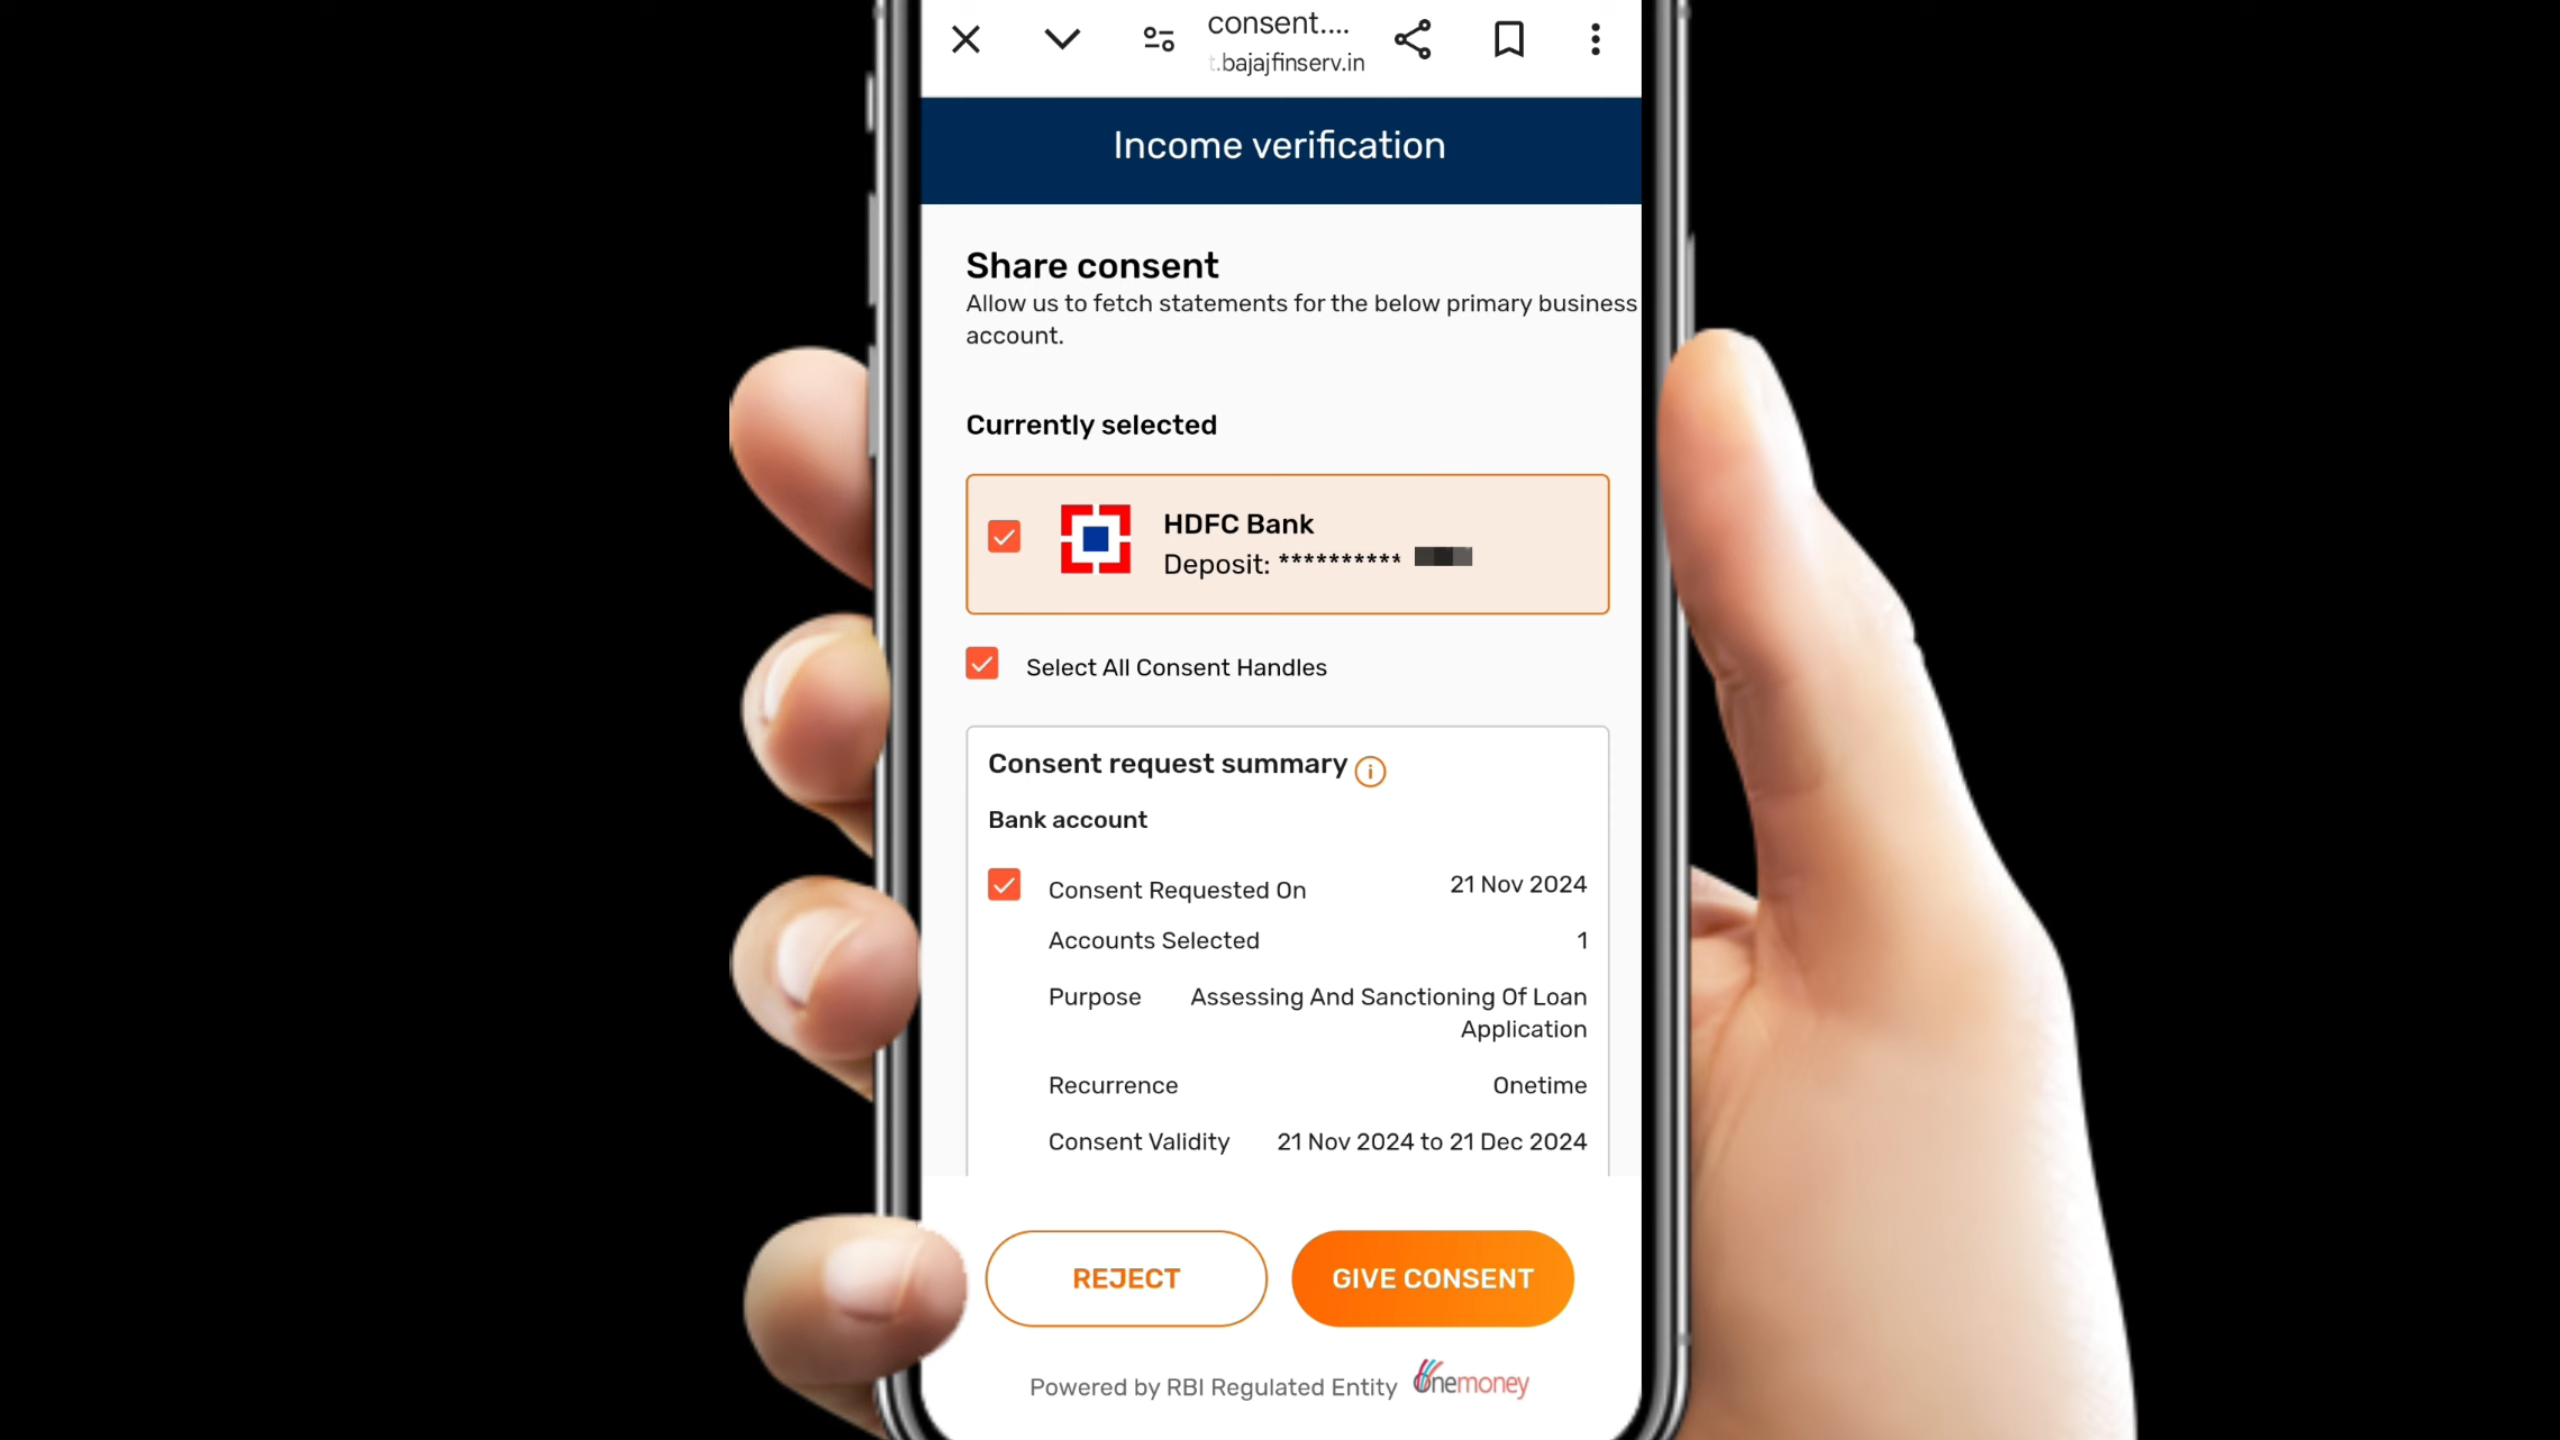 consent....
t.bajajfinserv.in
Income verification
Share consent
Allow us to fetch statements for the below primary business
account.
Currently selected
HDFC Bank
Deposit: **********
Select All Consent Handles
Consent request summary
Bank account
Consent Requested On 21 Nov 2024
Accounts Selected 1
Purpose Assessing And Sanctioning Of Loan
Application
Recurrence Onetime
Consent Validity 21 Nov 2024 to 21 Dec 2024
REJECT GIVE CONSENT
Powered by RBI Regulated Entity Onemoney